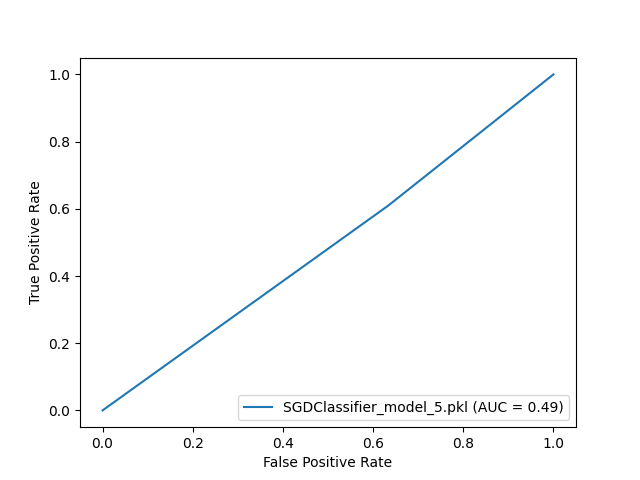 1.0
0.8
0.6
0.4
0.2
0.0
True Positive Rate
SGDClassifier_model_5.pkl (AUC = 0.49)
0.0 0.2 0.4 0.6 0.8 1.0
False Positive Rate